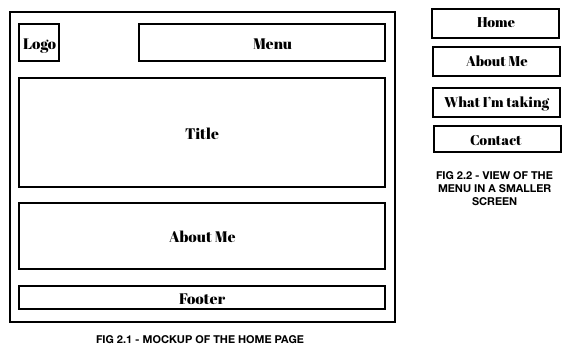 Logo
Menu
Title
About Me
Footer
FIG 2.1 - MOCKUP OF THE HOME PAGE
Home
About Me
What I'm taking
Contact
FIG 2.2 - VIEW OF THE
MENU IN A SMALLER
SCREEN